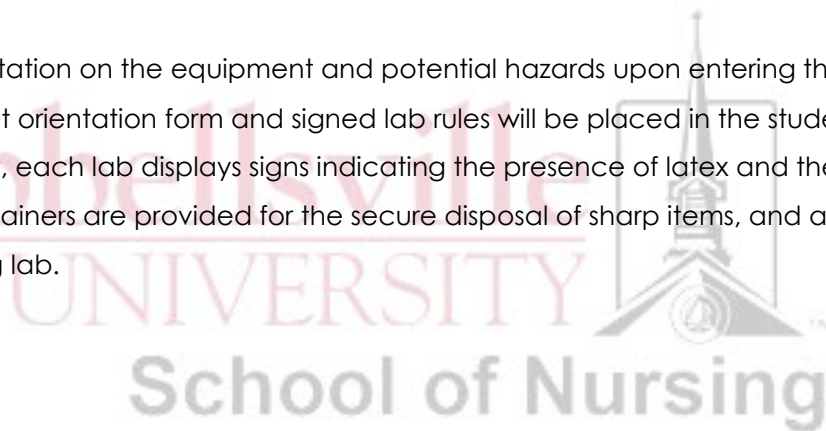 tation on the equipment and potential hazards upon entering th
t orientation form and signed lab rules will be placed in the stude
, each lab displays signs indicating the presence of latex and the
ainers are provided for the secure disposal of sharp items, and a
g lab.
bellsville
UNIVERSITY
School of Nursing